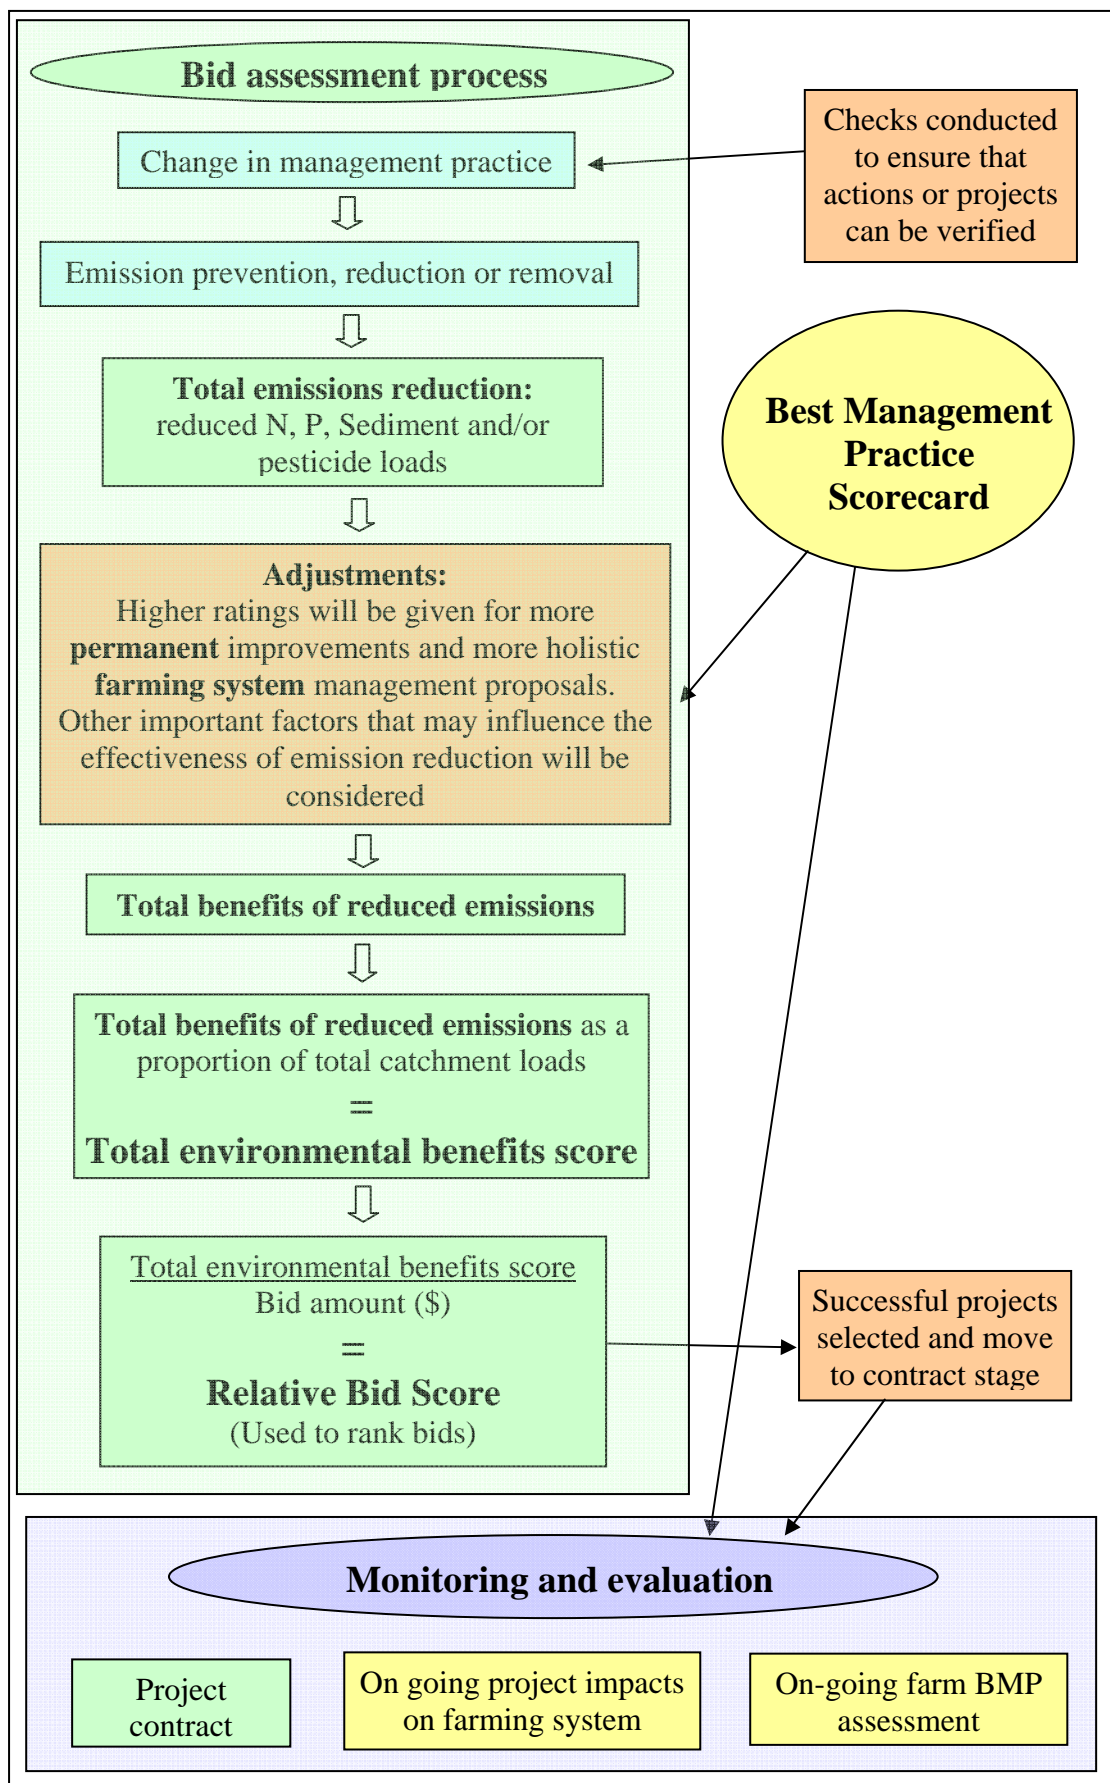 Bid assessment process
Change in management practice
Checks conducted
to ensure that
actions or projects
can be verified
Emission prevention, reduction or removal
Total emissions reduction:
reduced N, P, Sediment and/or
pesticide loads
Best Management
Practice
Scorecard
Adjustments:
Higher ratings will be given for more
permanent improvements and more holistic
farming system management proposals.
Other important factors that may influence the
effectiveness of emission reduction will be
considered
Total benefits of reduced emissions
Total benefits of reduced emissions as a
proportion of total catchment loads
=
Total environmental benefits score
Total environmental benefits score
Bid amount ($)
=
Relative Bid Score
(Used to rank bids)
Successful projects
selected and move
to contract stage
Monitoring and evaluation
Project
contract
On going project impacts
on farming system
On-going farm BMP
assessment